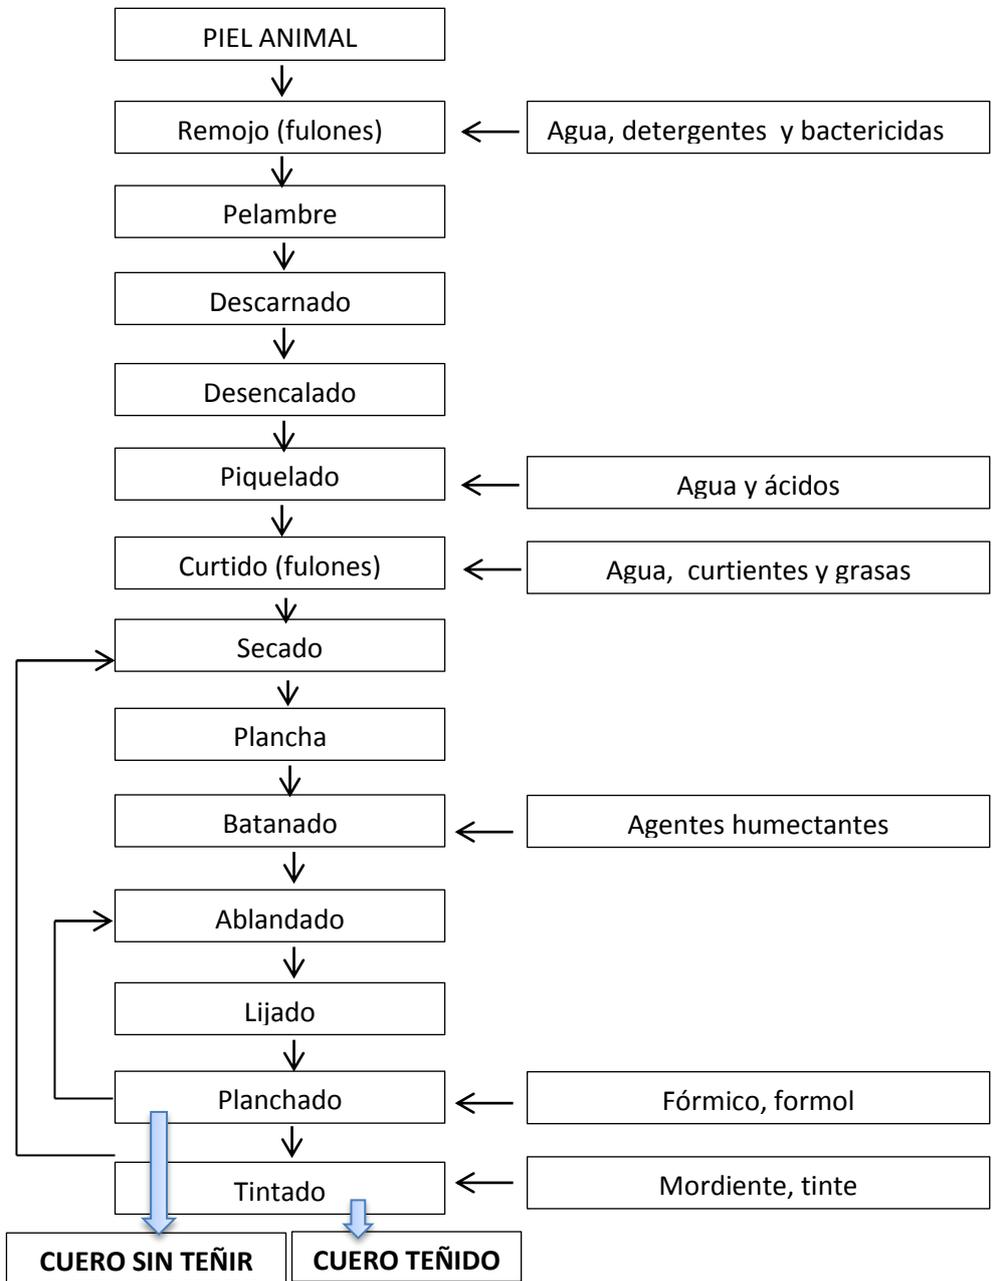 PIEL ANIMAL
Remojo (fulones)
Agua, detergentes y bactericidas
Pelambre
Descarnado
Desencalado
Piquelado
Agua y ácidos
Curtido (fulones)
Agua, curtientes y grasas
Secado
Plancha
Batanado
Agentes humectantes
Ablandado
Lijado
Planchado
Fórmico, formol
Tintado
Mordiente, tinte
CUERO SIN TEÑIR
CUERO TEÑIDO